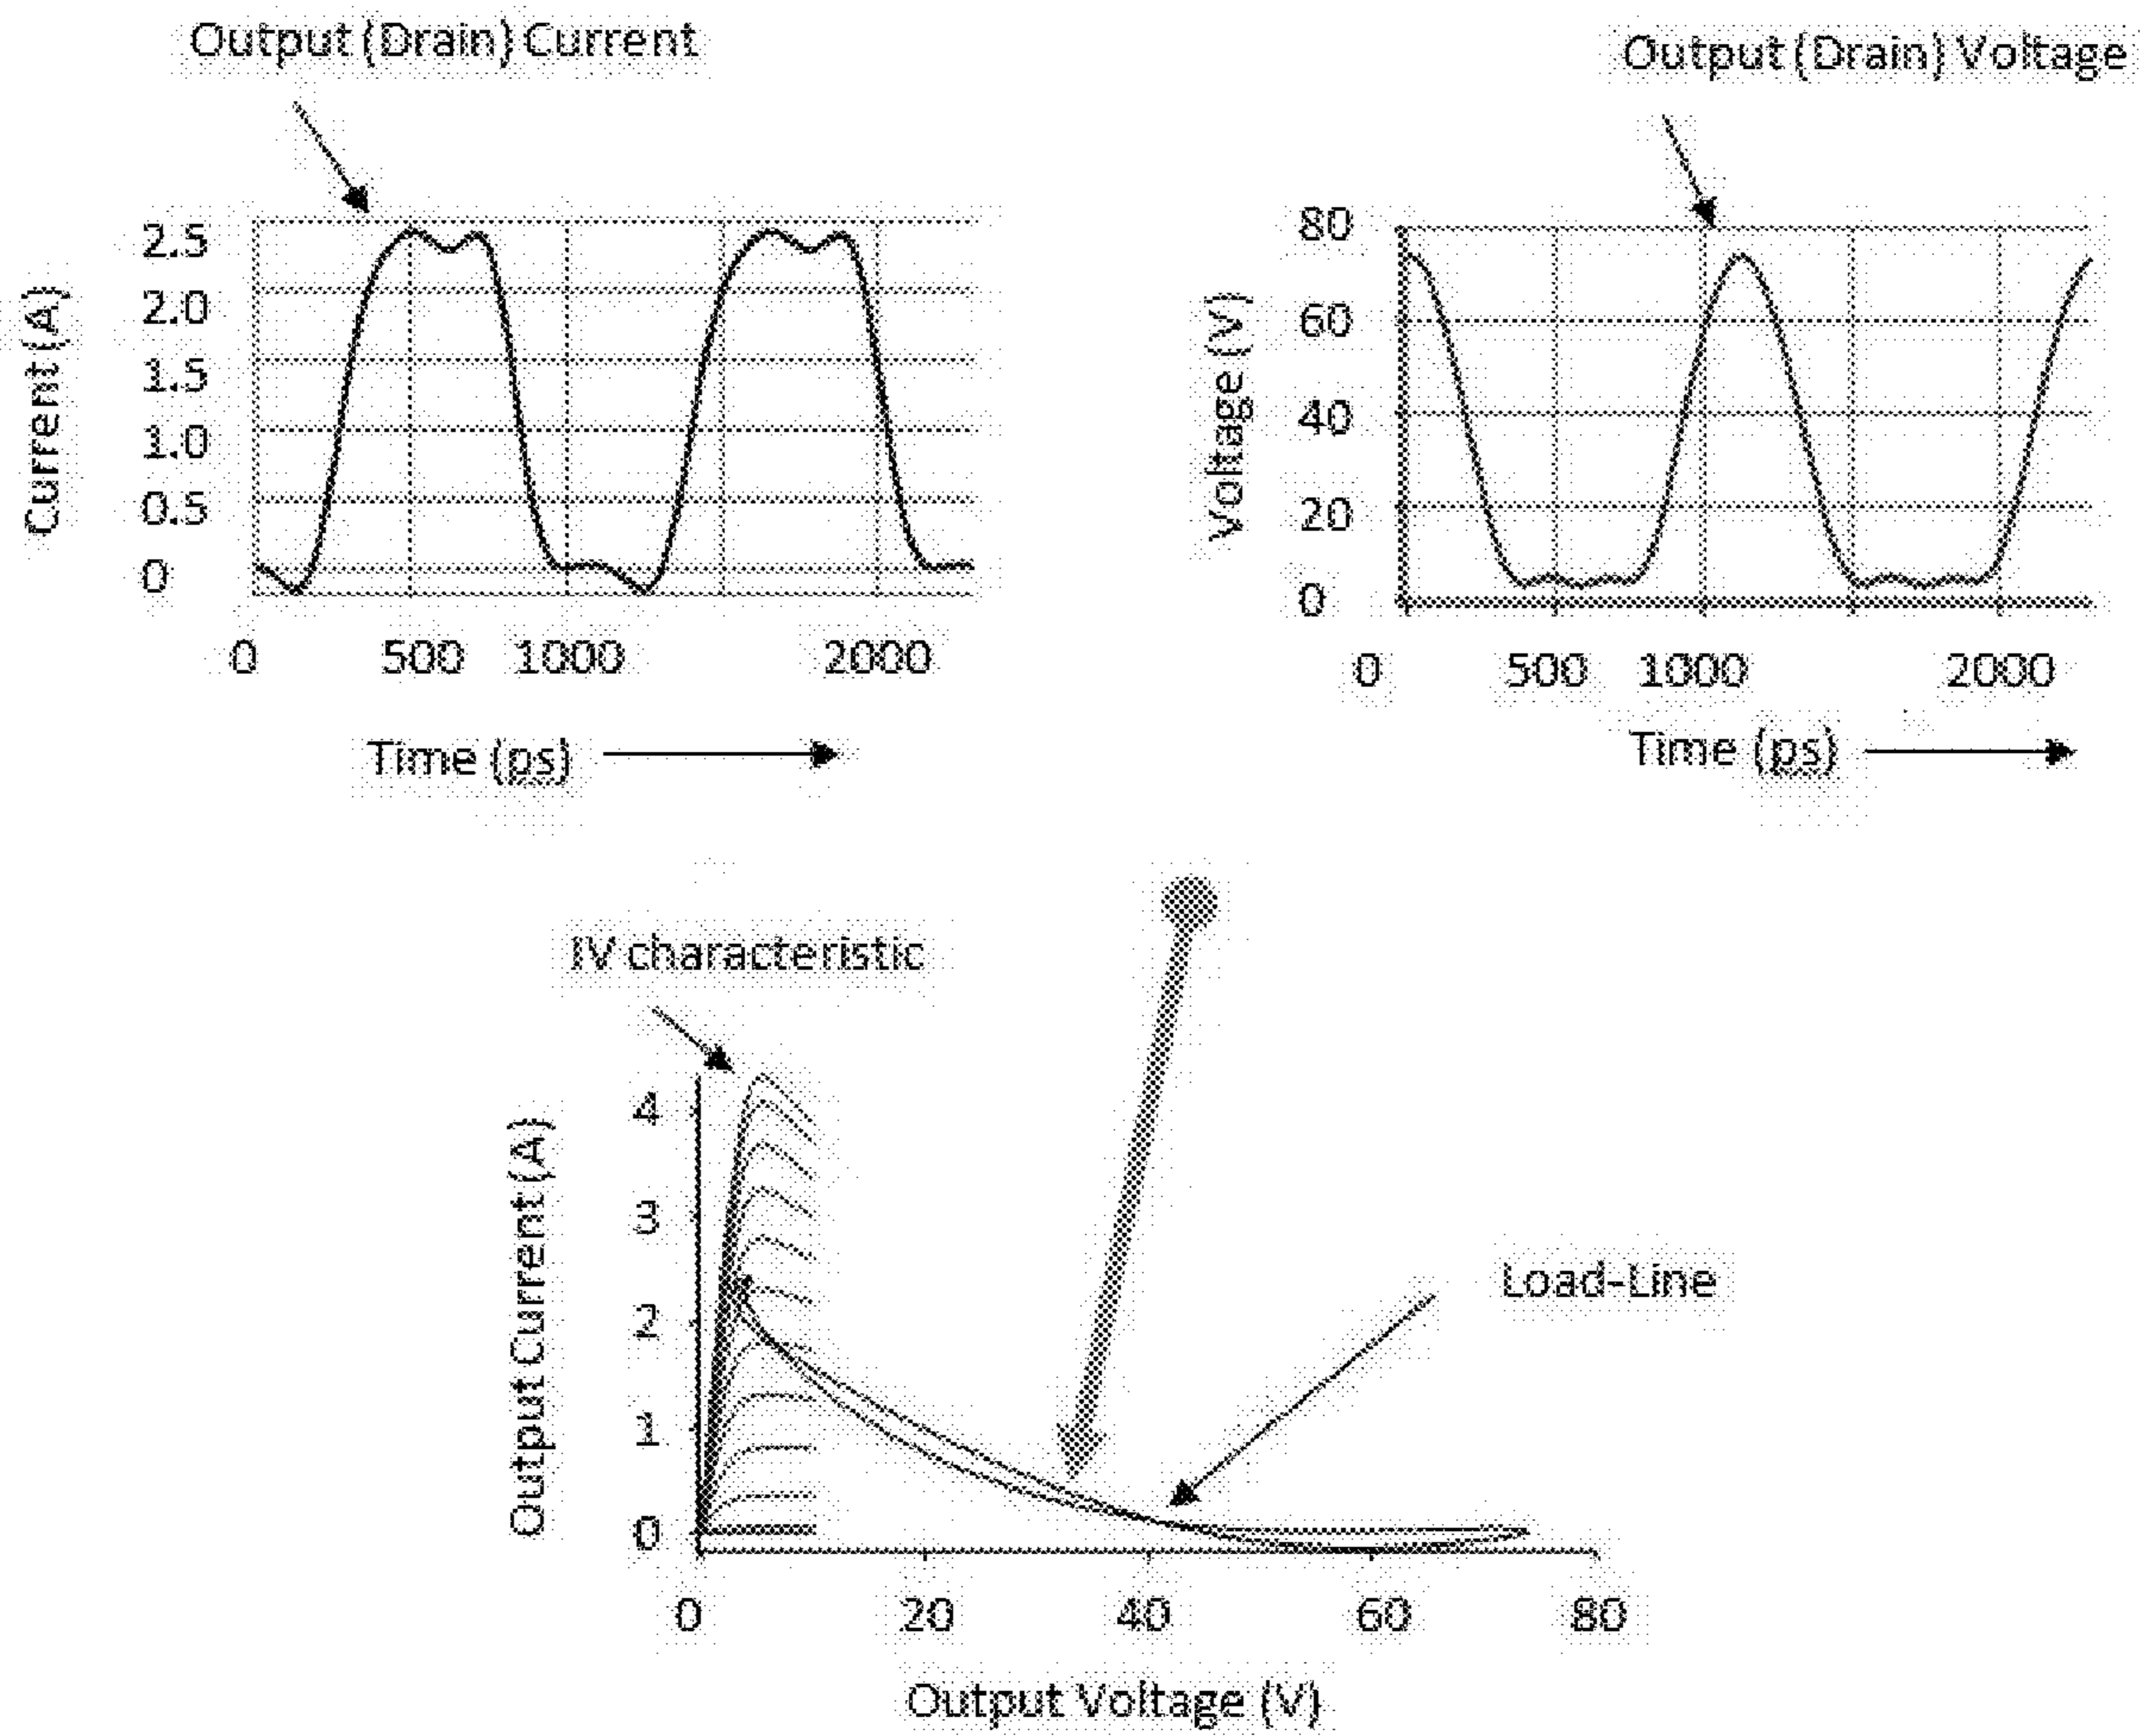 Output (Drain) Current
Current (A)
2.5
2.0
1.5
1.0
0.5
0
0 500 1000 2000
Time (ps)
Output (Drain) Voltage
Voltage (V)
80
60
40
20
0
0 500 1000 2000
Time (ps)
IV characteristic
Output Current (A)
4
3
2
1
0
Load-Line
0 20 40 60 80
Output Voltage (V)